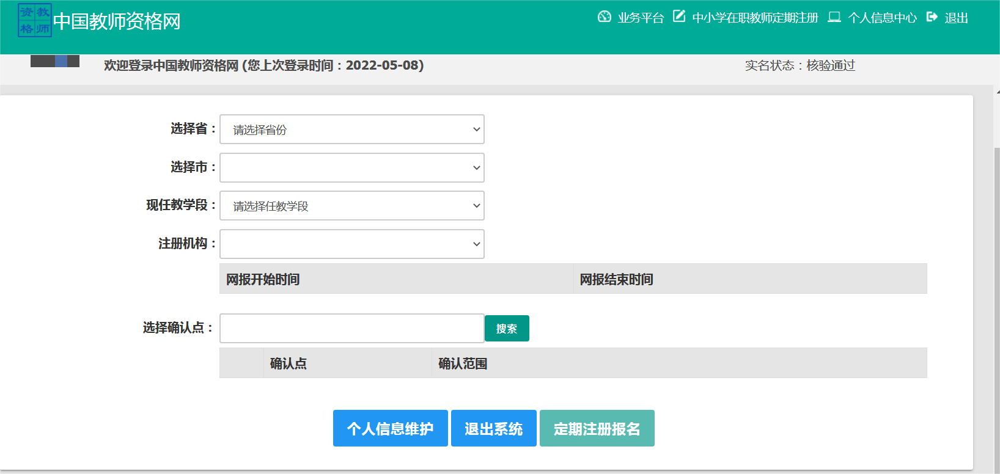 资教
格师
中国教师资格网
业务平台 中小学在职教师定期注册 个人信息中心 退出
欢迎登录中国教师资格网 (您上次登录时间：2022-05-08)
实名状态：核验通过
选择省： 请选择省份
选择市：
现任教学段： 请选择任教学段
注册机构：
网报开始时间 网报结束时间
选择确认点： 搜索
确认点 确认范围
个人信息维护 退出系统 定期注册报名